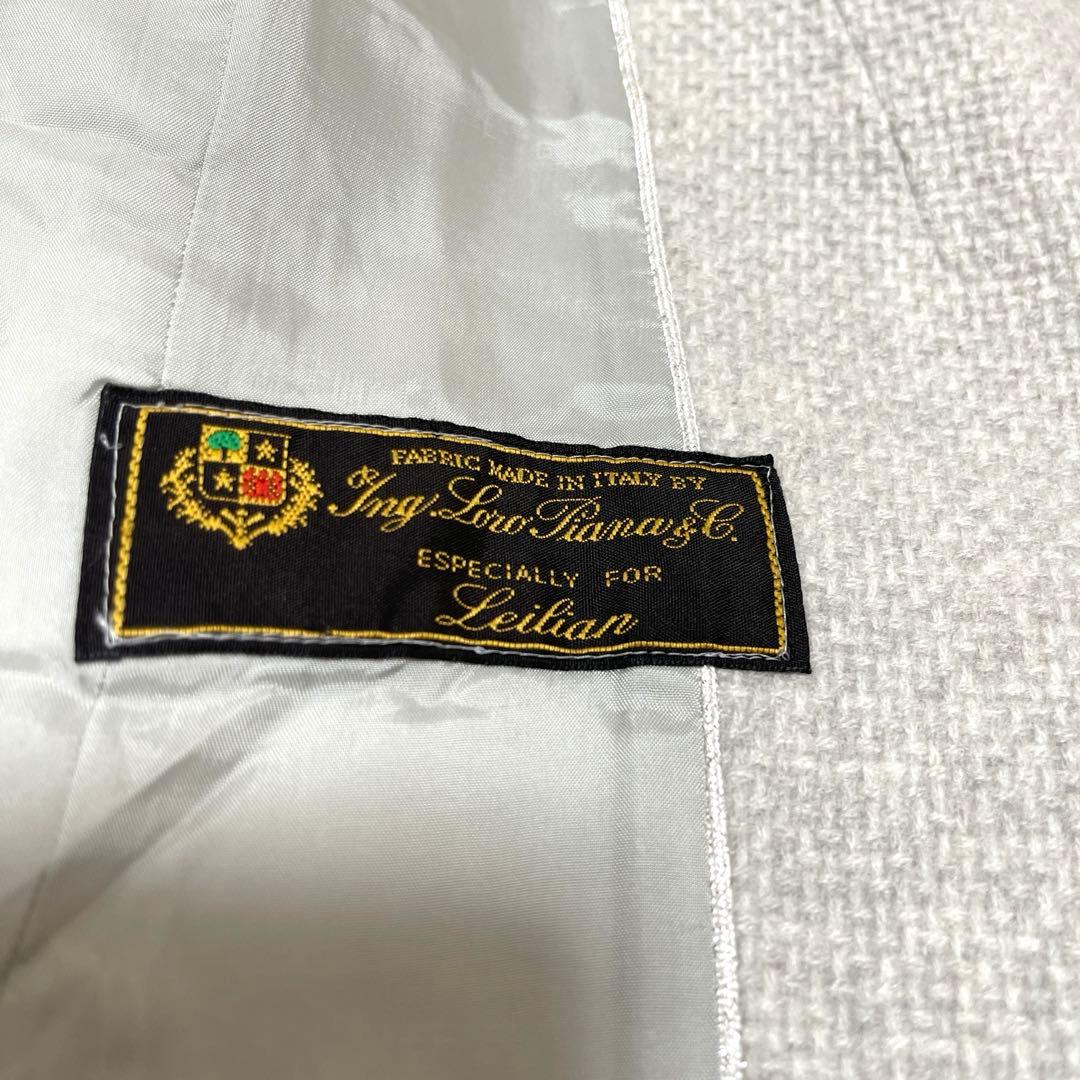 FABRIC MADE IN ITALY BY
Ing Loro Piana & C.
ESPECIALLY FOR
Leilian